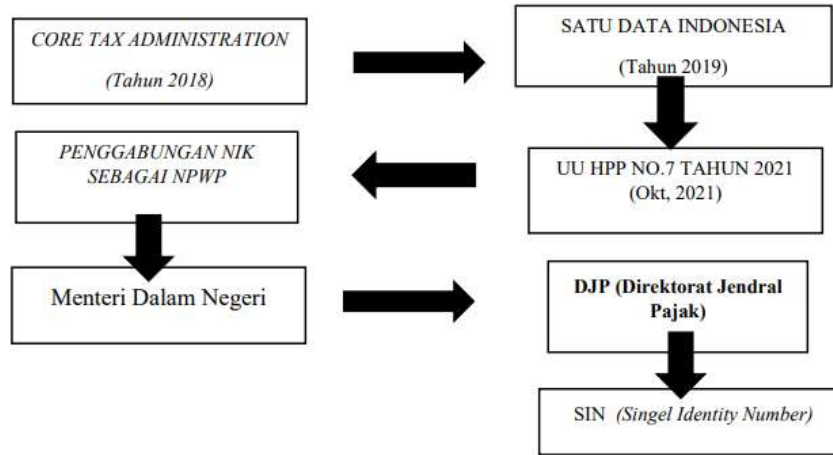 CORE TAX ADMINISTRATION
(Tahun 2018)
SATU DATA INDONESIA
(Tahun 2019)
UU HPP NO.7 TAHUN 2021
(Okt, 2021)
PENGGABUNGAN NIK
SEBAGAI NPWP
Menteri Dalam Negeri
DJP (Direktorat Jendral
Pajak)
SIN (Singel Identity Number)